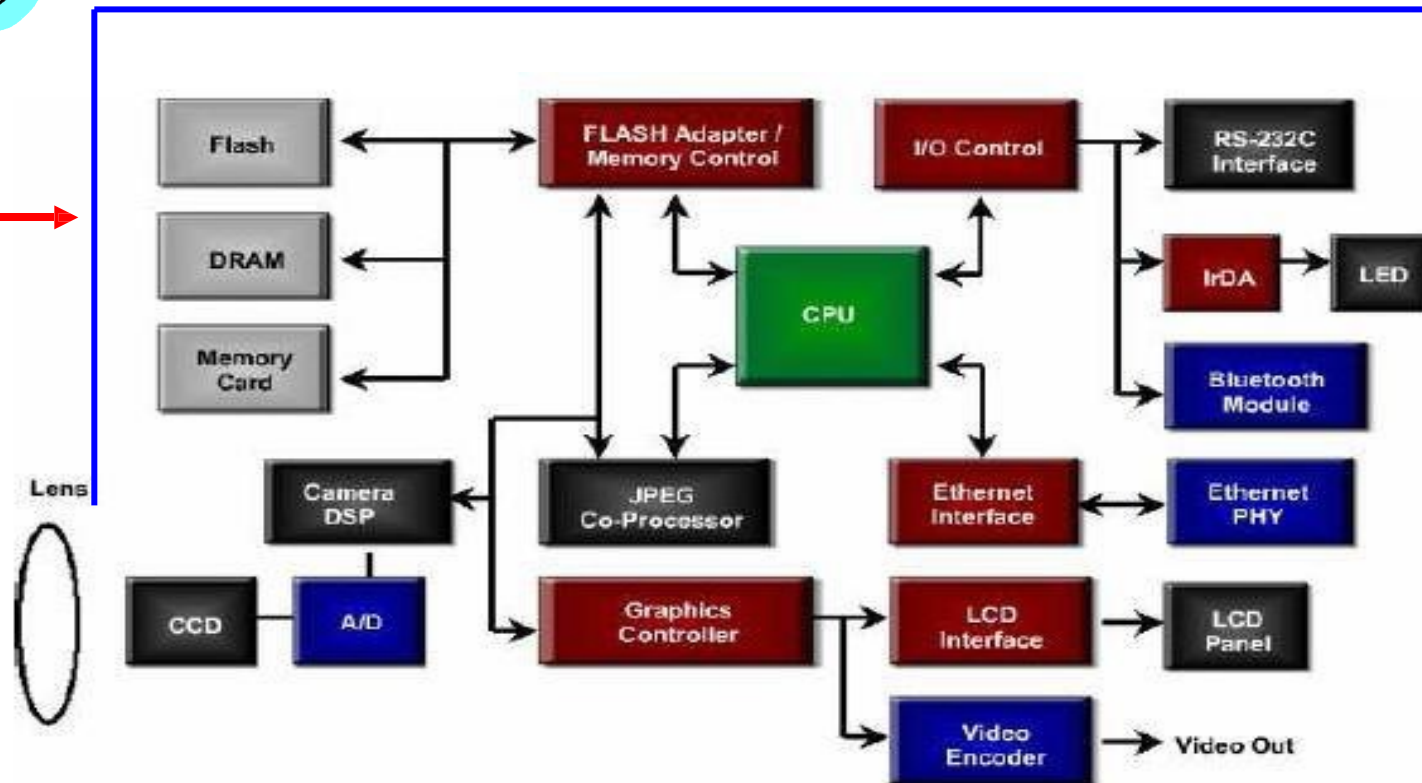 Flash
FLASH Adapter /
Memory Control
I/O Control
RS-232C
Interface
DRAM
CPU
IrDA
LED
Memory
Card
Bluetooth
Module
Lens
Camera
DSP
JPEG
Co-Processor
Ethernet
Interface
Ethernet
PHY
CCD
A/D
Graphics
Controller
LCD
Interface
LCD
Panel
Video
Encoder
Video Out